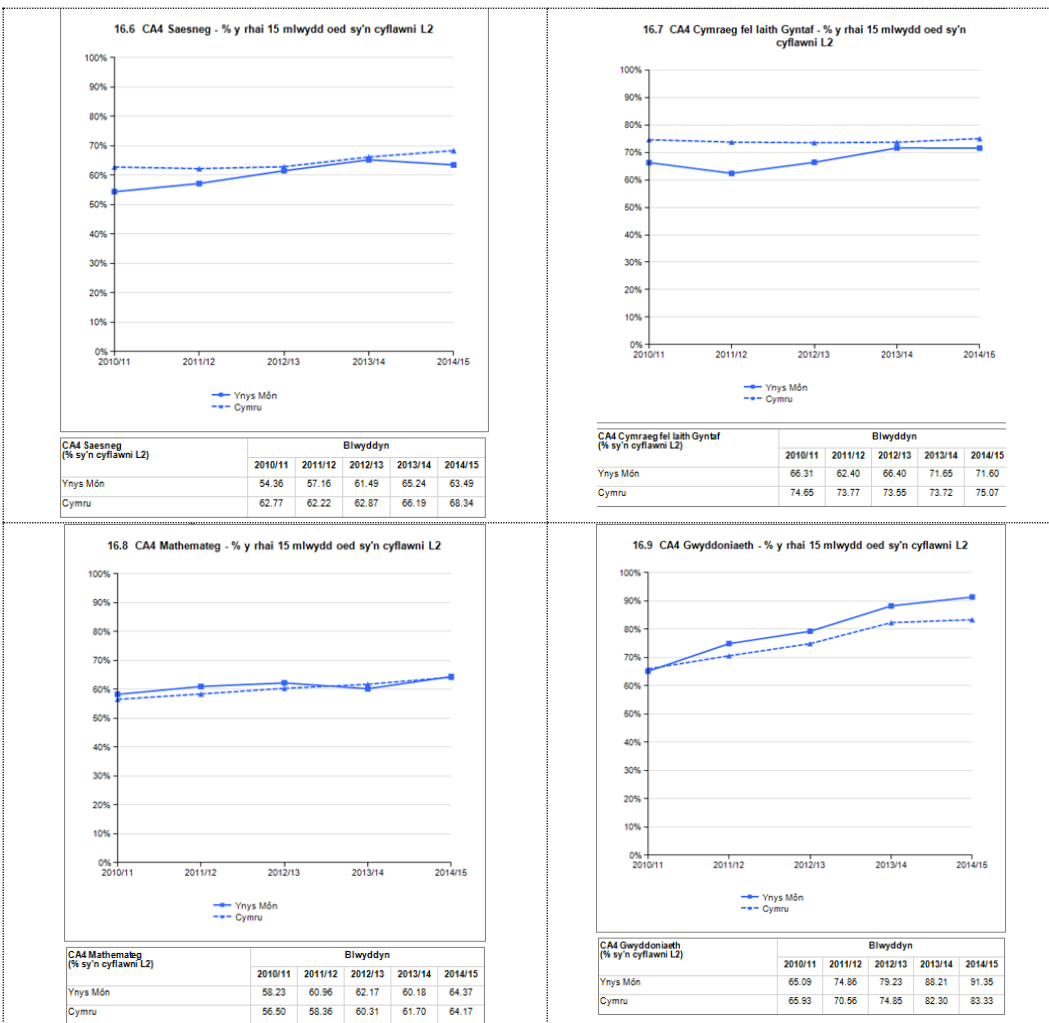 16.6 CA4 Saesneg - % y rhai 15 mlwydd oed sy'n cyflawni L2
100%
90%
80%
70%
60%
50%
40%
30%
20%
10%
0%
2010/11 2011/12 2012/13 2013/14 2014/15
Ynys Môn
Cymru
CA4 Saesneg
(% sy'n cyflawni L2)
Blwyddyn
2010/11 2011/12 2012/13 2013/14 2014/15
Ynys Môn 54.36 57.16 61.49 65.24 63.49
Cymru 62.77 62.22 62.87 66.19 68.34
16.7 CA4 Cymraeg fel Iaith Gyntaf - % y rhai 15 mlwydd oed sy'n
cyflawni L2
100%
90%
80%
70%
60%
50%
40%
30%
20%
10%
0%
2010/11 2011/12 2012/13 2013/14 2014/15
Ynys Môn
Cymru
CA4 Cymraeg fel Iaith Gyntaf
(% sy'n cyflawni L2)
Blwyddyn
2010/11 2011/12 2012/13 2013/14 2014/15
Ynys Môn 66.31 62.40 66.40 71.65 71.60
Cymru 74.65 73.77 73.55 73.72 75.07
16.8 CA4 Mathemateg - % y rhai 15 mlwydd oed sy'n cyflawni L2
100%
90%
80%
70%
60%
50%
40%
30%
20%
10%
0%
2010/11 2011/12 2012/13 2013/14 2014/15
Ynys Môn
Cymru
CA4 Mathemateg
(% sy'n cyflawni L2)
Blwyddyn
2010/11 2011/12 2012/13 2013/14 2014/15
Ynys Môn 58.23 60.96 62.17 60.18 64.37
Cymru 56.50 58.36 60.31 61.70 64.17
16.9 CA4 Gwyddoniaeth - % y rhai 15 mlwydd oed sy'n cyflawni L2
100%
90%
80%
70%
60%
50%
40%
30%
20%
10%
0%
2010/11 2011/12 2012/13 2013/14 2014/15
Ynys Môn
Cymru
CA4 Gwyddoniaeth
(% sy'n cyflawni L2)
Blwyddyn
2010/11 2011/12 2012/13 2013/14 2014/15
Ynys Môn 65.09 74.86 79.23 88.21 91.35
Cymru 65.93 70.56 74.85 82.30 83.33